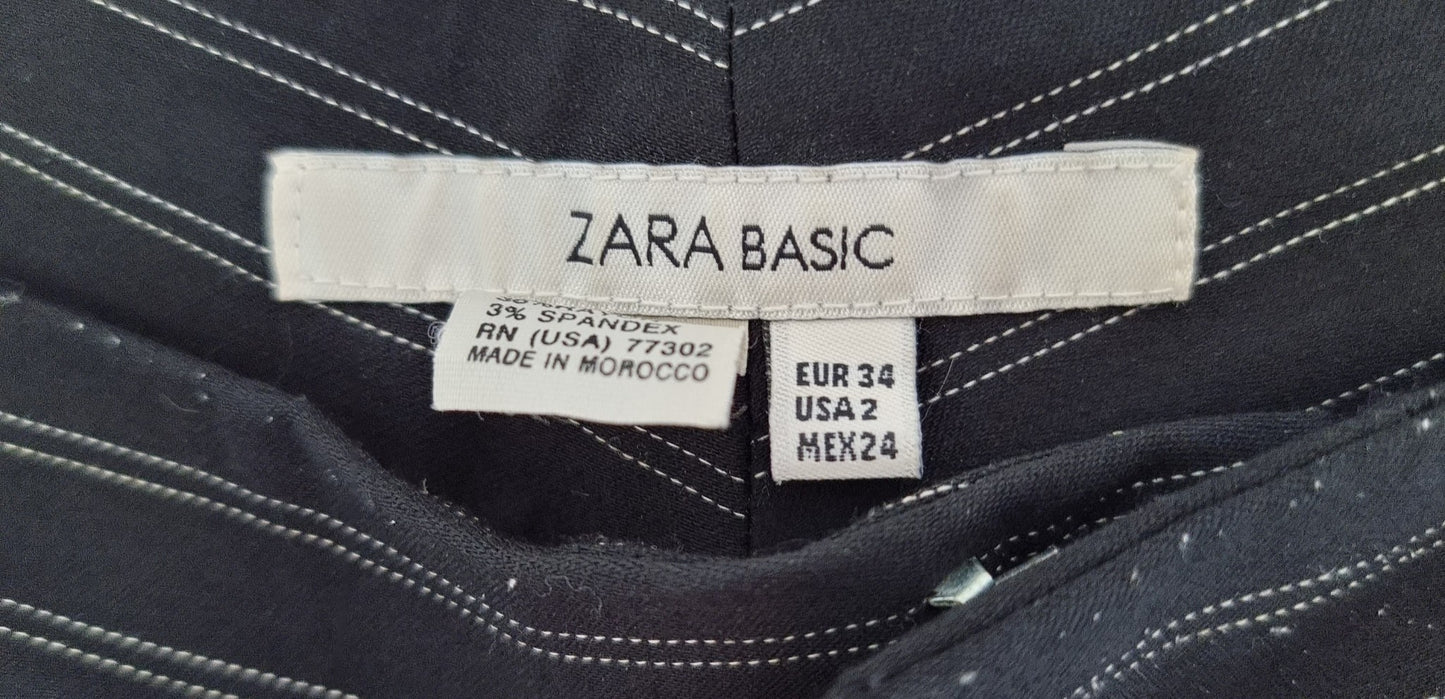 ZARA BASIC
3% SPANDEX
RN (USA) 77302
MADE IN MOROCCO
EUR 34
USA 2
MEX 24